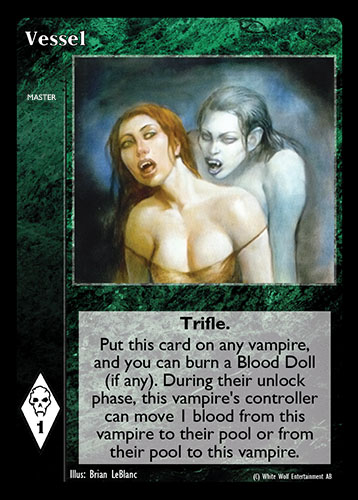 Vessel
MASTER
Trifle.
Put this card on any vampire,
and you can burn a Blood Doll
(if any). During their unlock
phase, this vampire's controller
can move 1 blood from this
vampire to their pool or from
their pool to this vampire.
1
Illus: Brian LeBlanc
(C) White Wolf Entertainment AB